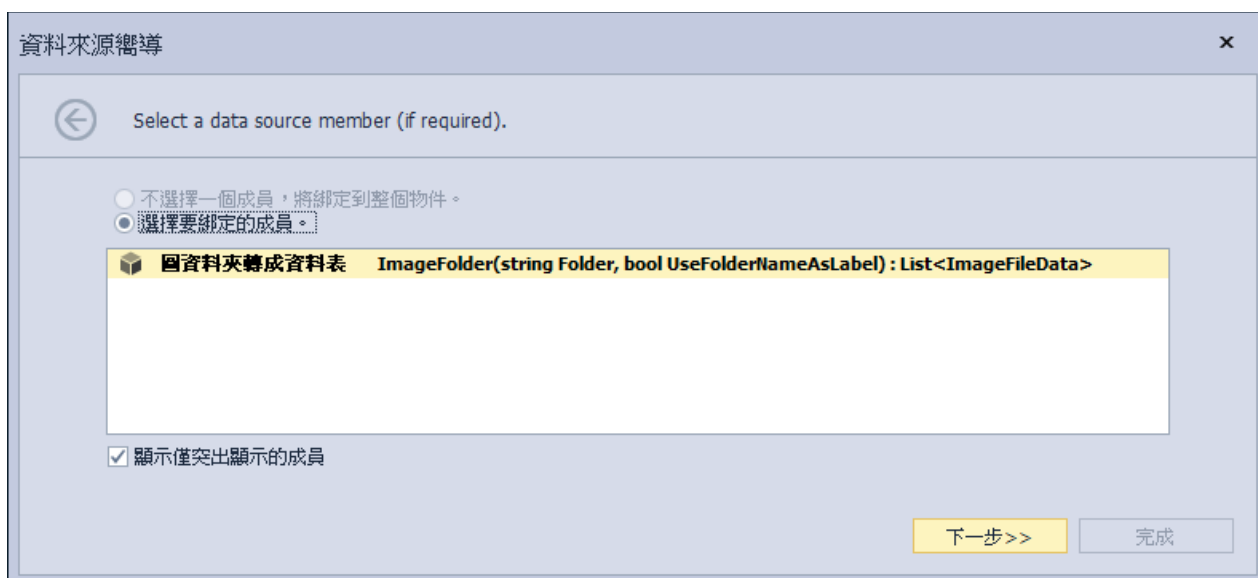 資料來源嚮導
Select a data source member (if required).
不選擇一個成員，將綁定到整個物件。
選擇要綁定的成員。
圖資料夾轉成資料表 ImageFolder(string Folder, bool UseFolderNameAsLabel) : List<ImageFileData>
顯示僅突出顯示的成員
下一步>> 完成